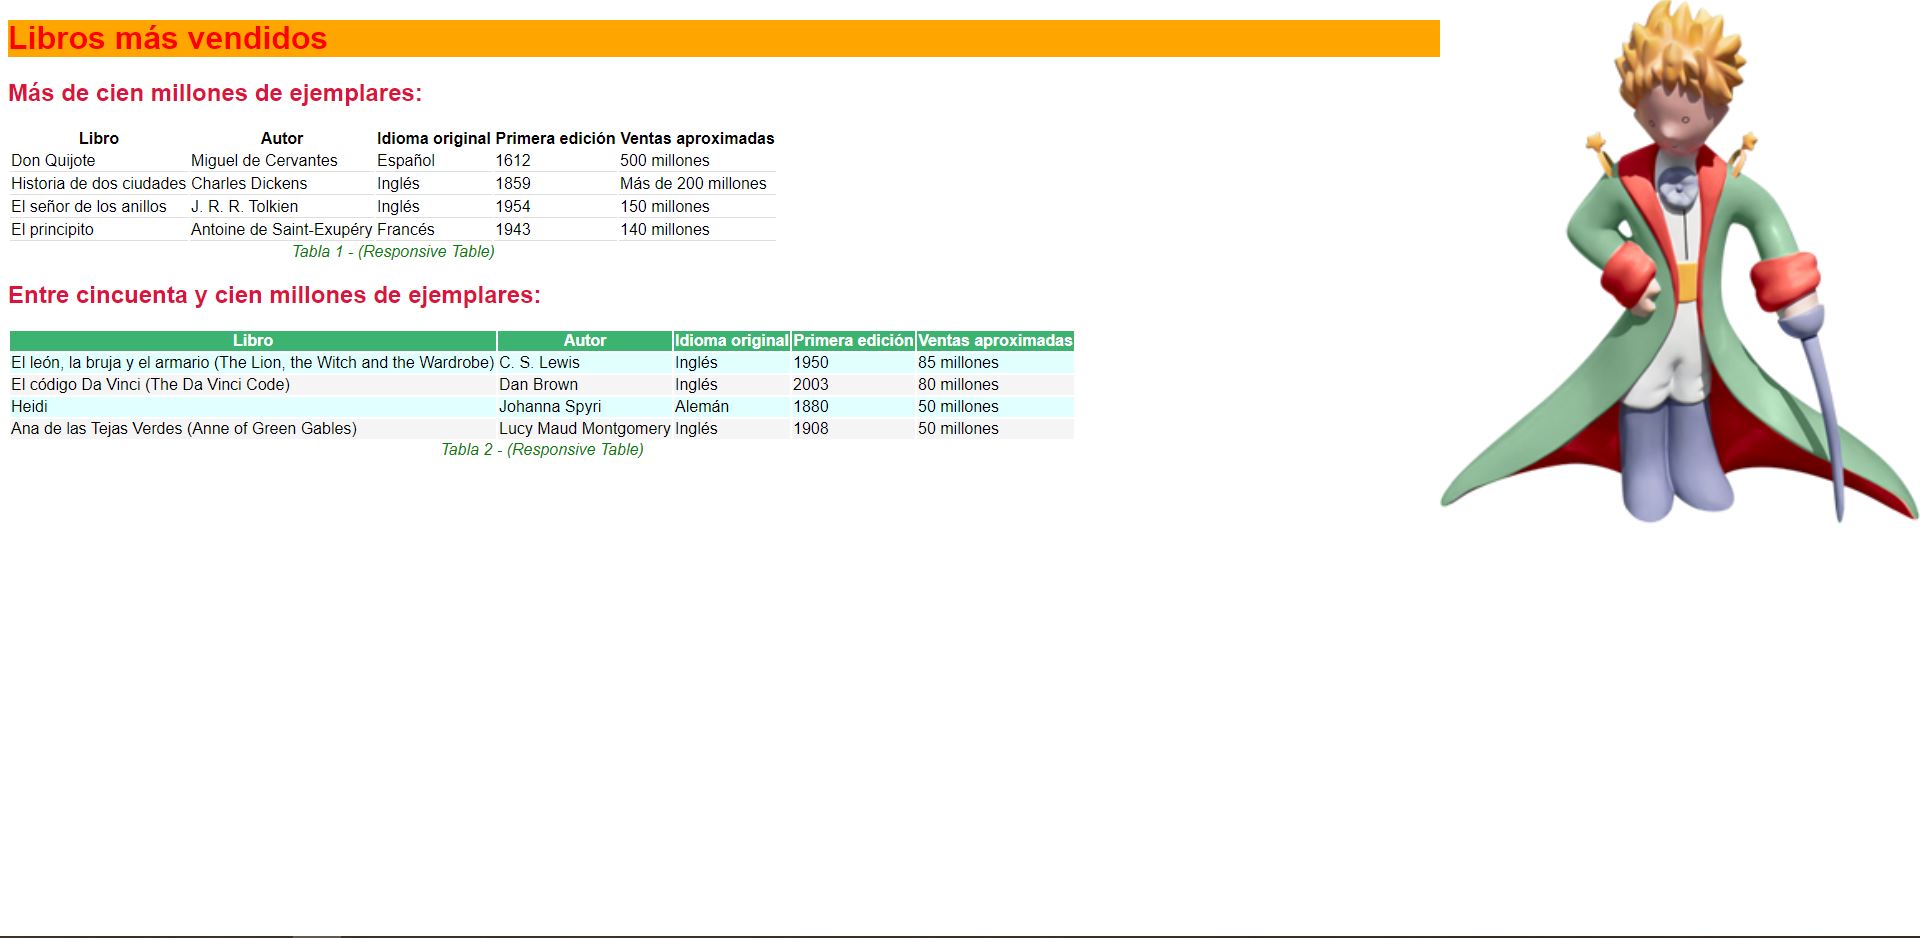 Libros más vendidos
Más de cien millones de ejemplares:
Libro Autor Idioma original Primera edición Ventas aproximadas
Don Quijote Miguel de Cervantes Español 1612 500 millones
Historia de dos ciudades Charles Dickens Inglés 1859 Más de 200 millones
El señor de los anillos J. R. R. Tolkien Inglés 1954 150 millones
El principito Antoine de Saint-Exupéry Francés 1943 140 millones
Tabla 1 - (Responsive Table)
Entre cincuenta y cien millones de ejemplares:
Libro Autor Idioma original Primera edición Ventas aproximadas
El león, la bruja y el armario (The Lion, the Witch and the Wardrobe) C. S. Lewis Inglés 1950 85 millones
El código Da Vinci (The Da Vinci Code) Dan Brown Inglés 2003 80 millones
Heidi Johanna Spyri Alemán 1880 50 millones
Ana de las Tejas Verdes (Anne of Green Gables) Lucy Maud Montgomery Inglés 1908 50 millones
Tabla 2 - (Responsive Table)